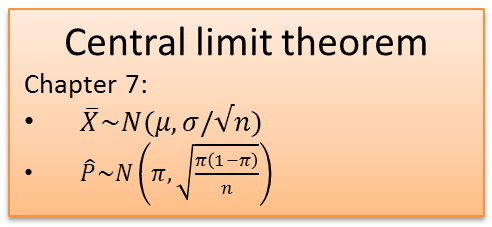 Central limit theorem
Chapter 7:
• X̄~N(μ, σ/√n)
• P̂~N(π, √(π(1−π)/n))